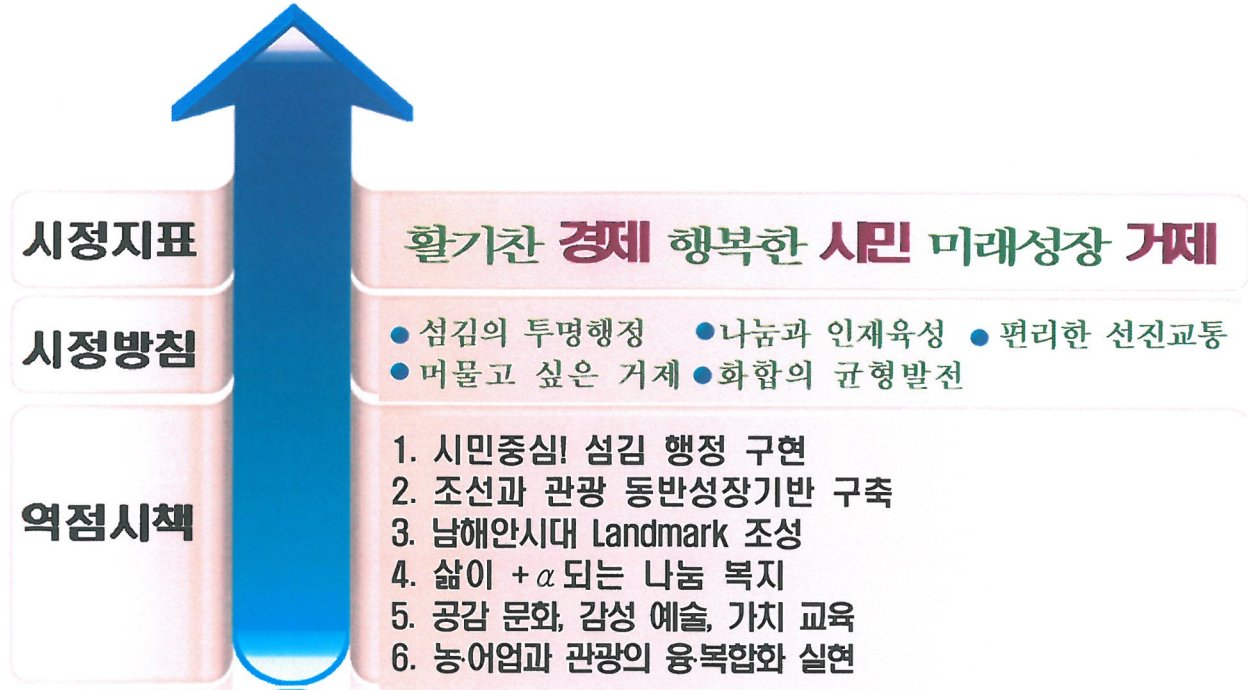 시정지표
활기찬 경제 행복한 시민 미래성장 거제
시정방침
● 섬김의 투명행정 ● 나눔과 인재육성 ● 편리한 선진교통
● 머물고 싶은 거제 ● 화합의 균형발전
역점시책
1. 시민중심! 섬김 행정 구현
2. 조선과 관광 동반성장기반 구축
3. 남해안시대 Landmark 조성
4. 삶이 +α되는 나눔 복지
5. 공감 문화, 감성 예술, 가치 교육
6. 농·어업과 관광의 융·복합화 실현